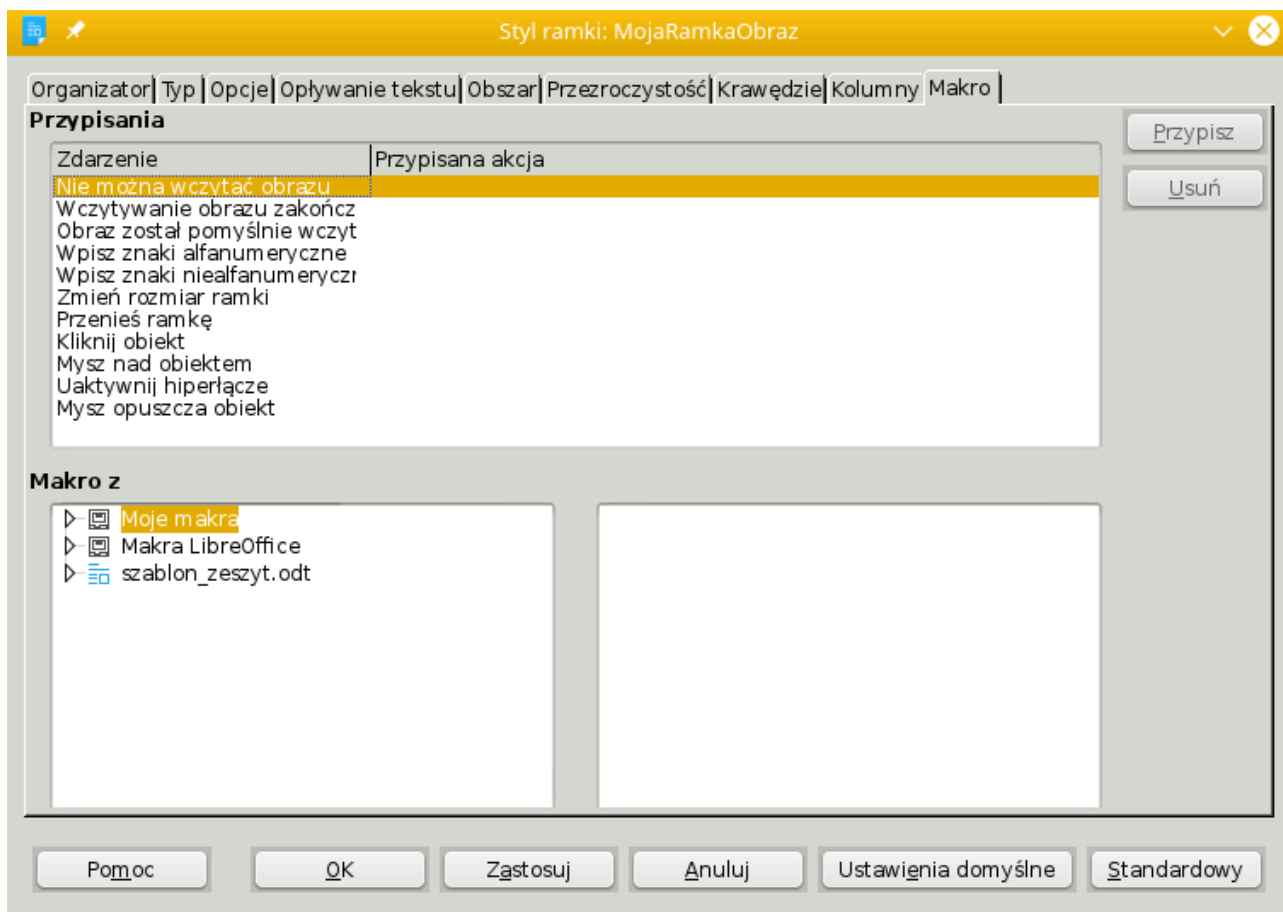 Styl ramki: MojaRamkaObraz
Organizator Typ Opcje Opływanie tekstu Obszar Przezroczystość Krawędzie Kolumny Makro
Przypisania
Przypisz
Zdarzenie Przypisana akcja
Nie można wczytać obrazu
Usuń
Wczytywanie obrazu zakończ
Obraz został pomyślnie wczyt
Wpisz znaki alfanumeryczne
Wpisz znaki niealfanumeryczr
Zmień rozmiar ramki
Przenieś ramkę
Kliknij obiekt
Mysz nad obiektem
Uaktywnij hiperłącze
Mysz opuszcza obiekt
Makro z
Moje makra
Makra LibreOffice
szablon_zeszyt.odt
Pomoc OK Zastosuj Anuluj Ustawienia domyślne Standardowy